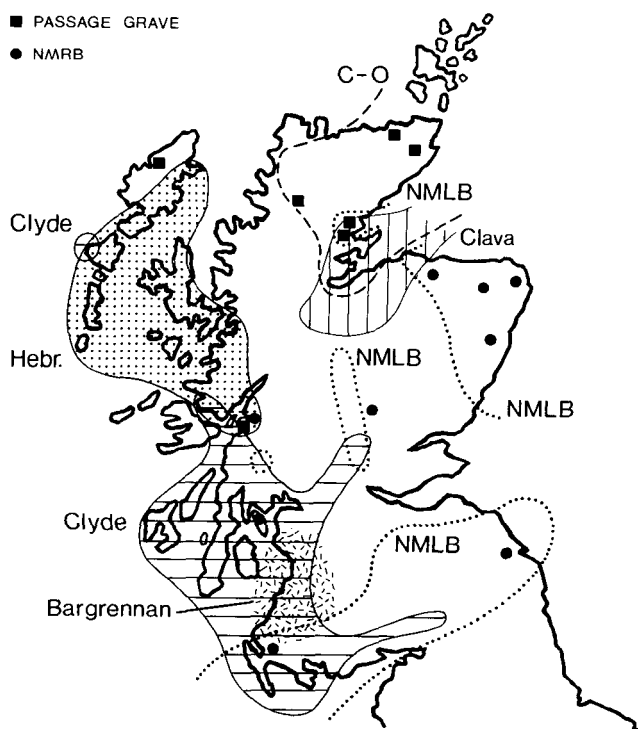 PASSAGE GRAVE
NMRB
C-O
NMLB
Clyde
Clava
Hebr.
NMLB
NMLB
Clyde
NMLB
Bargrennan